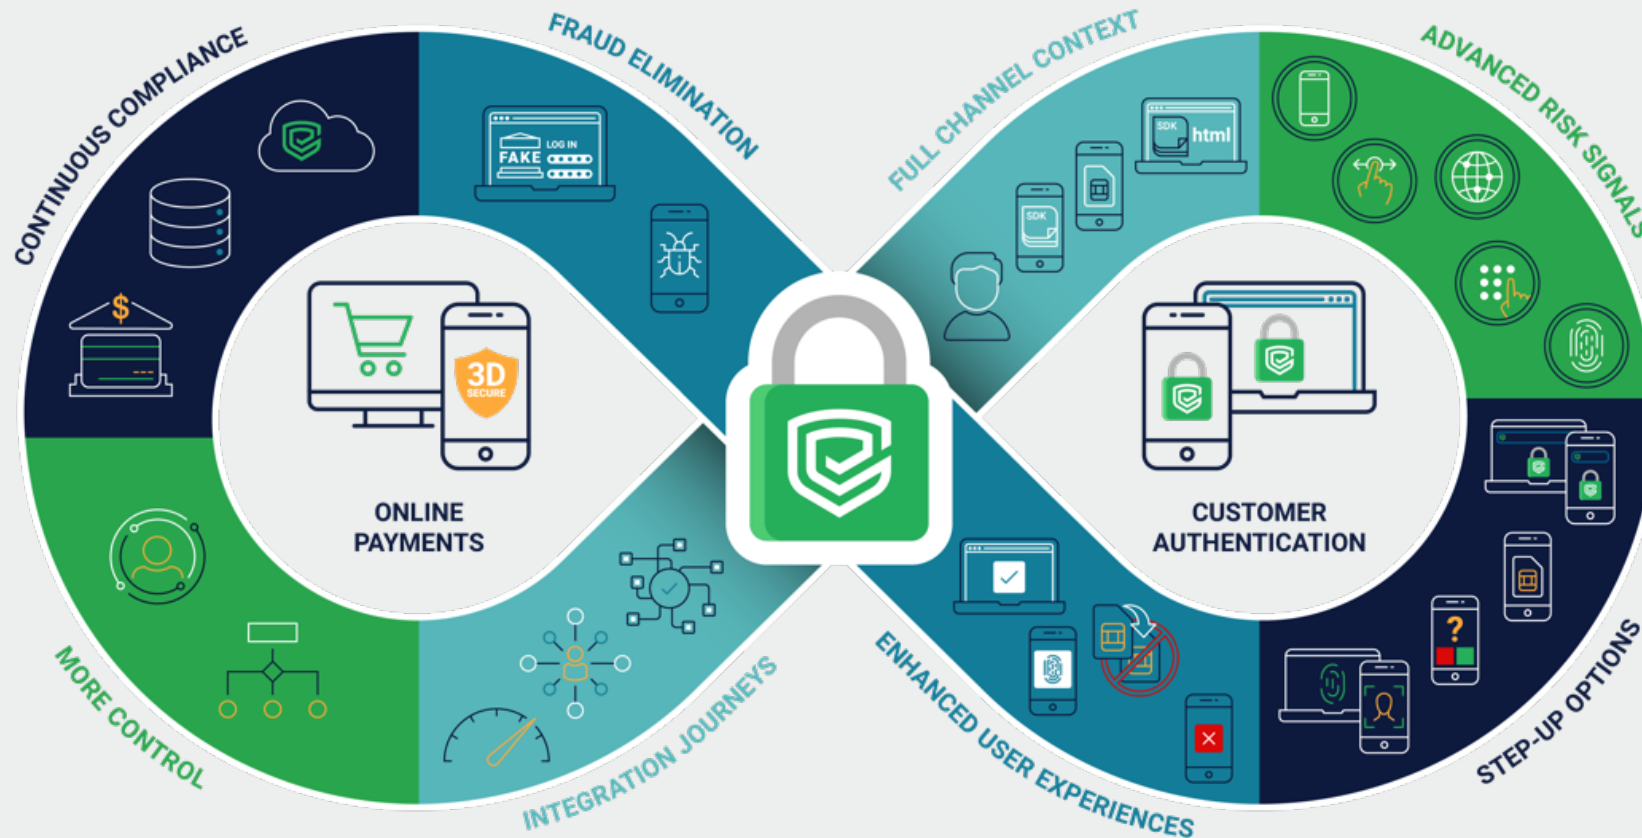 CONTINUOUS COMPLIANCE
FRAUD ELIMINATION
FULL CHANNEL CONTEXT
ADVANCED RISK SIGNALS
FAKE
LOG IN
SDK
html
SDK
$
3D
SECURE
ONLINE
PAYMENTS
CUSTOMER
AUTHENTICATION
?
MORE CONTROL
INTEGRATION JOURNEYS
ENHANCED USER EXPERIENCES
STEP-UP OPTIONS